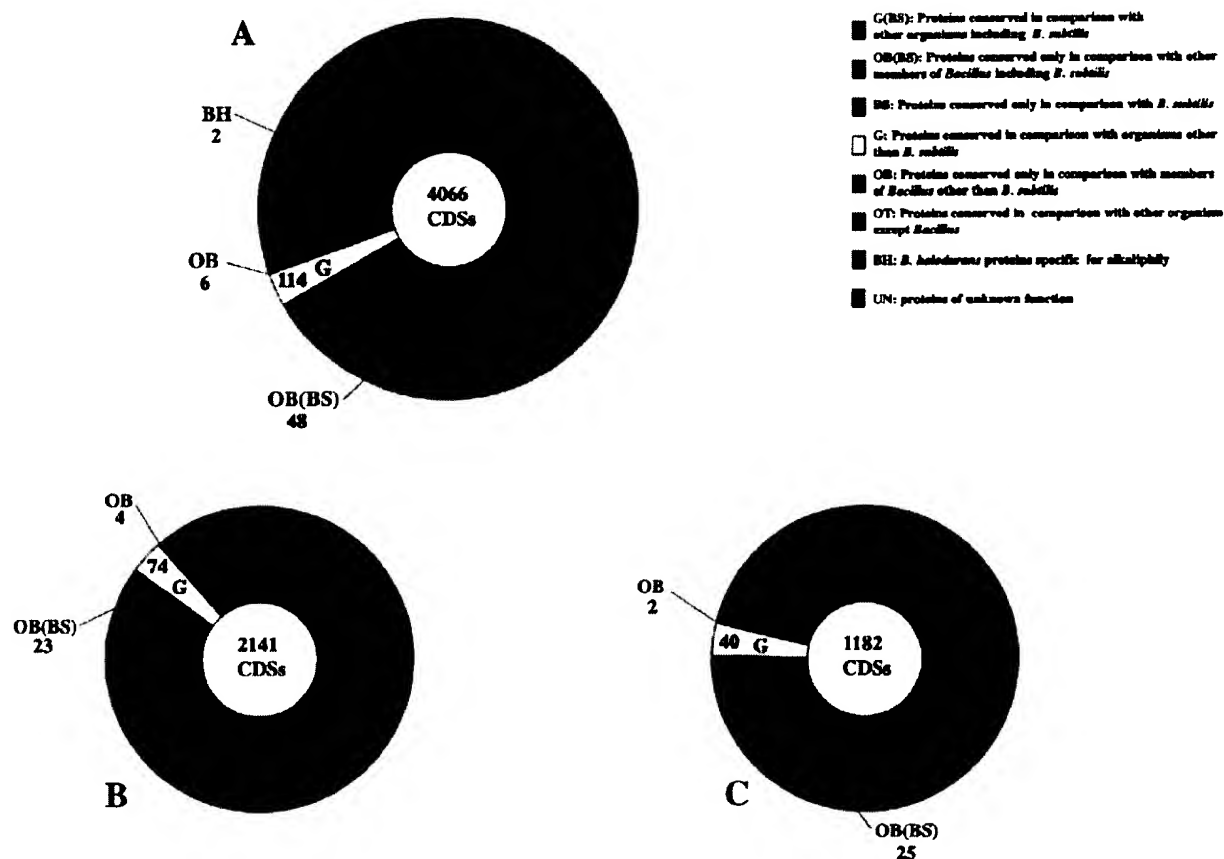 A
BH
2
4066
CDSs
OB
6
114 G
OB(BS)
48
G(BS): Proteins conserved in comparison with
other organisms including B. subtilis
OB(BS): Proteins conserved only in comparison with other
members of Bacillus including B. subtilis
BS: Proteins conserved only in comparison with B. subtilis
G: Proteins conserved in comparison with organisms other
than B. subtilis
OB: Proteins conserved only in comparison with members
of Bacillus other than B. subtilis
OT: Proteins conserved in comparison with other organism
except Bacillus
BH: B. halodurans proteins specific for alkaliphily
UN: proteins of unknown function
OB
4
74
G
OB(BS)
23
2141
CDSs
B
OB
2
40 G
1182
CDSs
C
OB(BS)
25